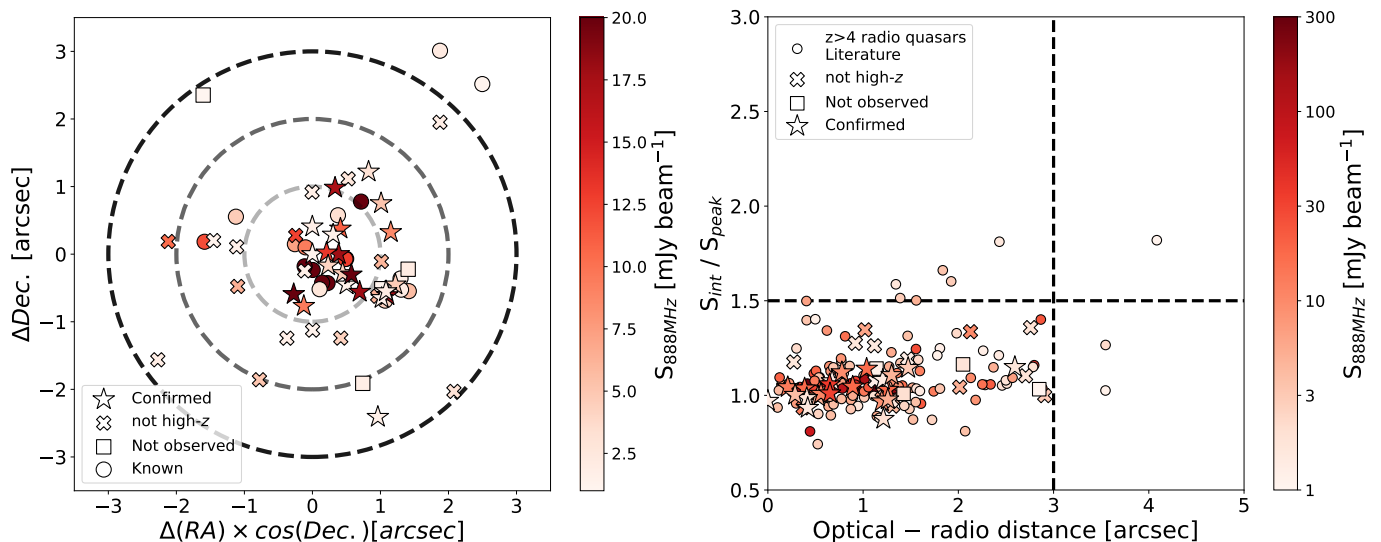 3
2
1
0
−1
−2
−3
ΔDec. [arcsec]
−3 −2 −1 0 1 2 3
Δ(RA) × cos(Dec.)[arcsec]
Confirmed
not high-z
Not observed
Known
20.0
17.5
15.0
12.5
10.0
7.5
5.0
2.5
S888MHz [mJy beam−1]
3.0
2.5
2.0
1.5
1.0
0.5
Sint / Speak
0 1 2 3 4 5
Optical − radio distance [arcsec]
z>4 radio quasars
Literature
not high-z
Not observed
Confirmed
300
100
30
10
3
1
S888MHz [mJy beam−1]